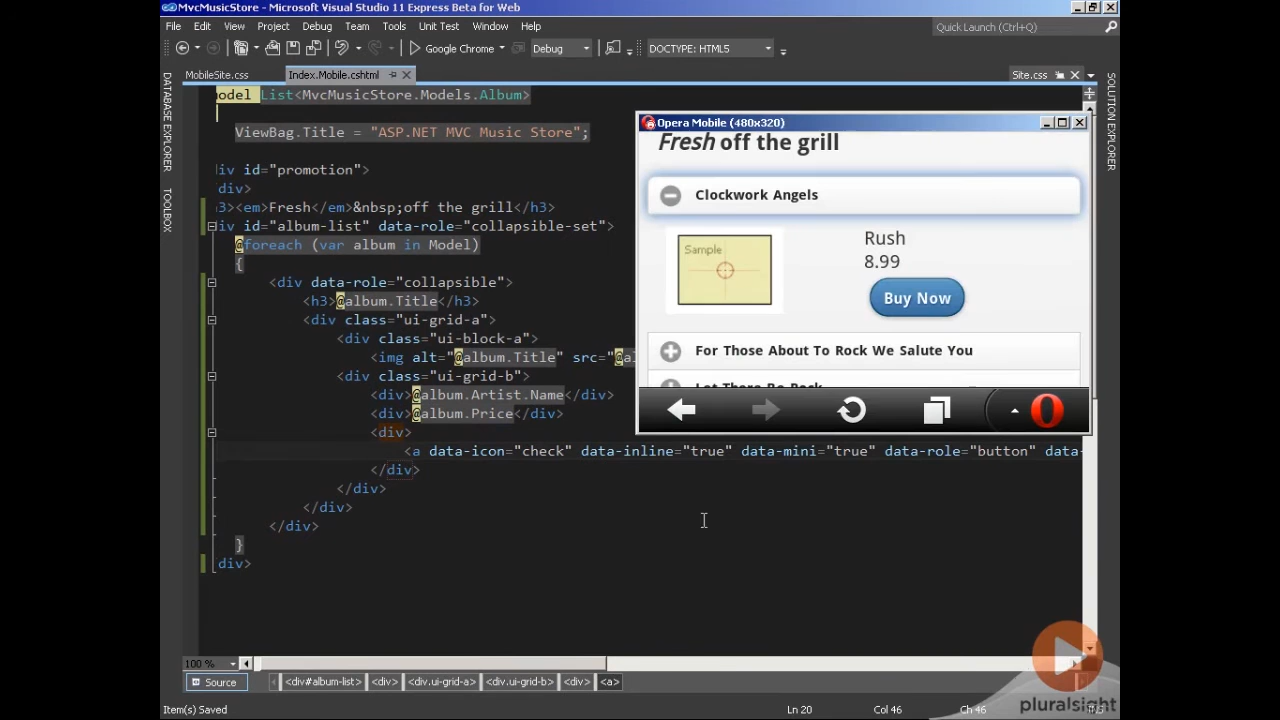 MvcMusicStore - Microsoft Visual Studio 11 Express Beta for Web
File Edit View Project Debug Team Tools Unit Test Window Help
Quick Launch (Ctrl+Q)
Google Chrome Debug DOCTYPE: HTML5
MobileSite.css Index.Mobile.cshtml Site.css
DATABASE EXPLORER
TOOLBOX
SOLUTION EXPLORER
odel List<MvcMusicStore.Models.Album>
ViewBag.Title = "ASP.NET MVC Music Store";
iv id="promotion">
div>
3><em>Fresh</em>&nbsp;off the grill</h3>
iv id="album-list" data-role="collapsible-set">
@foreach (var album in Model)
{
<div data-role="collapsible">
<h3>@album.Title</h3>
<div class="ui-grid-a">
<div class="ui-block-a">
<img alt="@album.Title" src="@al
<div class="ui-grid-b">
<div>@album.Artist.Name</div>
<div>@album.Price</div>
<div>
<a data-icon="check" data-inline="true" data-mini="true" data-role="button" data-
</div>
</div>
</div>
</div>
}
div>
Opera Mobile (480x320)
Fresh off the grill
Clockwork Angels
Sample
Rush
8.99
Buy Now
For Those About To Rock We Salute You
Let There Be Rock
100 %
Source <div#album-list> <div> <div.ui-grid-a> <div.ui-grid-b> <div> <a>
Item(s) Saved Ln 20 Col 46 Ch 46
pluralsight